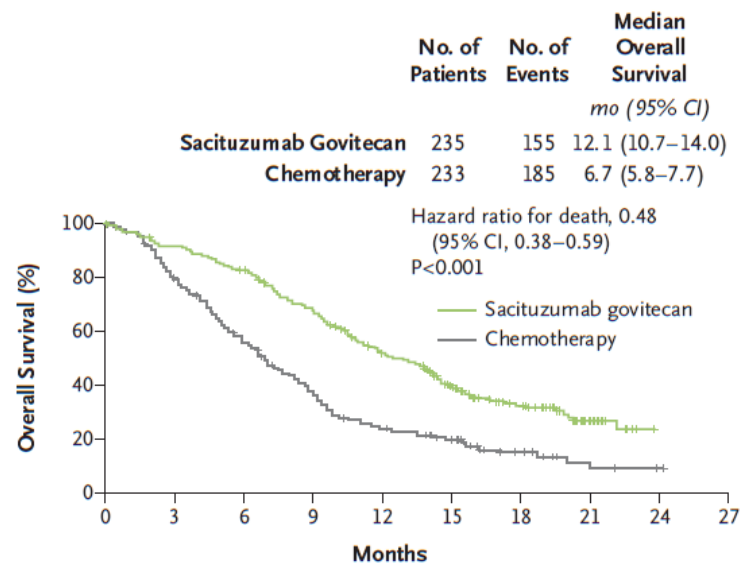 No. of Patients No. of Events Median Overall Survival
mo (95% CI)
Sacituzumab Govitecan 235 155 12.1 (10.7–14.0)
Chemotherapy 233 185 6.7 (5.8–7.7)
Hazard ratio for death, 0.48
(95% CI, 0.38–0.59)
P<0.001
Sacituzumab govitecan
Chemotherapy
Overall Survival (%)
100
80
60
40
20
0
0 3 6 9 12 15 18 21 24 27
Months